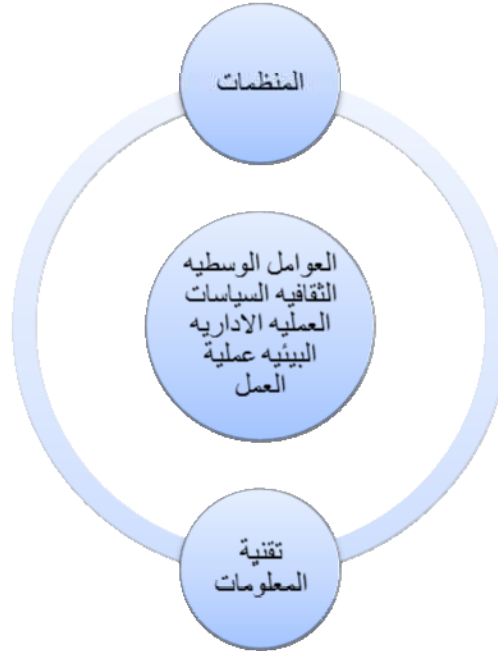 المنظمات
العوامل الوسطيه
الثقافيه السياسات
العمليه الاداريه
البيئيه عملية
العمل
تقنية
المعلومات